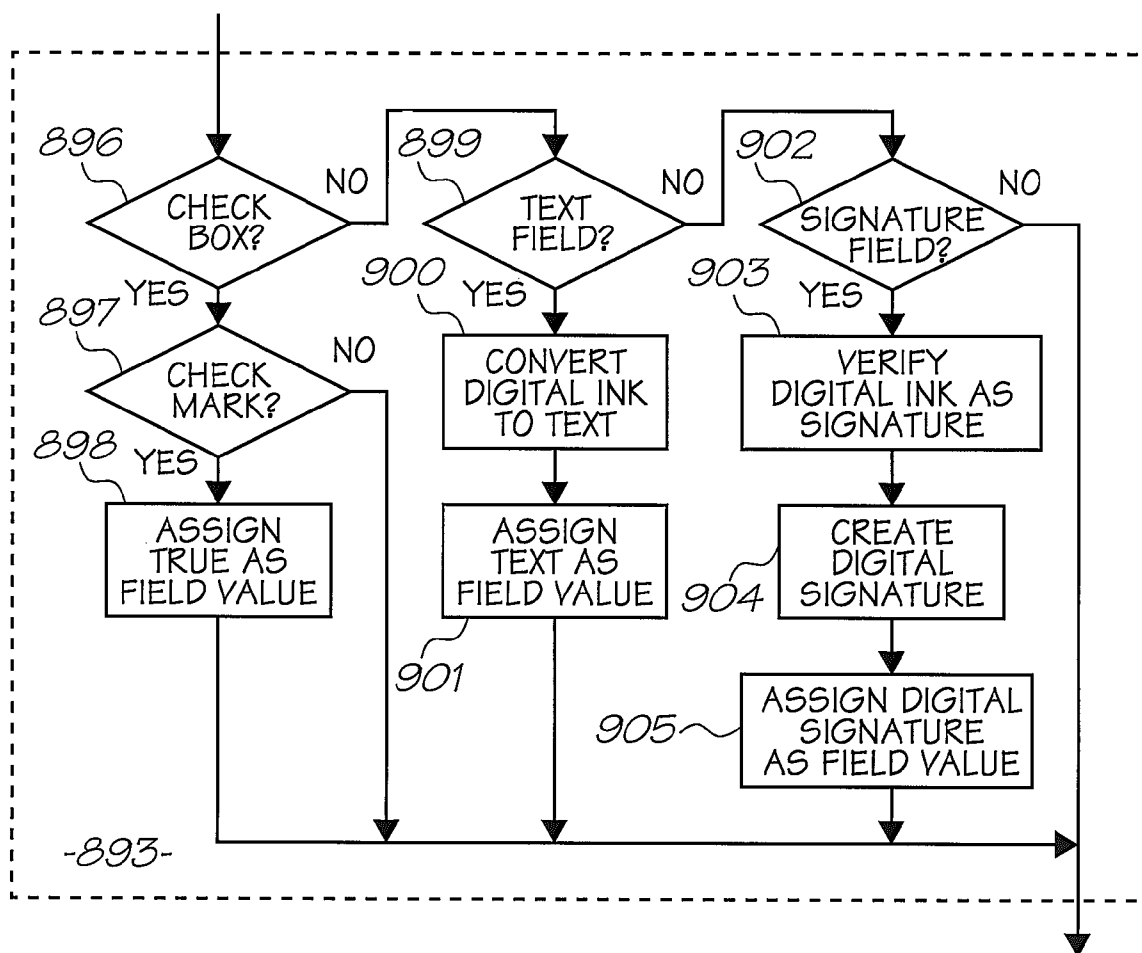 896
CHECK
BOX?
NO
YES
897
CHECK
MARK?
NO
YES
898
ASSIGN
TRUE AS
FIELD VALUE
899
TEXT
FIELD?
NO
YES
900
CONVERT
DIGITAL INK
TO TEXT
ASSIGN
TEXT AS
FIELD VALUE
901
902
SIGNATURE
FIELD?
NO
YES
903
VERIFY
DIGITAL INK AS
SIGNATURE
CREATE
DIGITAL
SIGNATURE
904
ASSIGN DIGITAL
SIGNATURE
AS FIELD VALUE
905
-893-